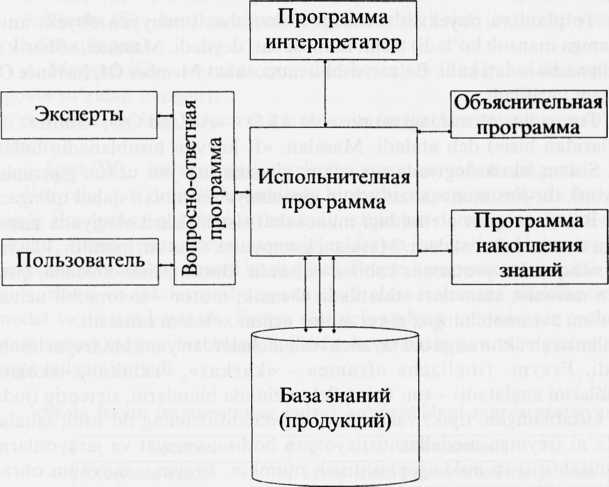 Программа
интерпретатор
Эксперты
Вопросно-ответная
программа
Объяснительная
программа
Исполнительная
программа
Пользователь
Программа
накопления
знаний
База знаний
(продукций)